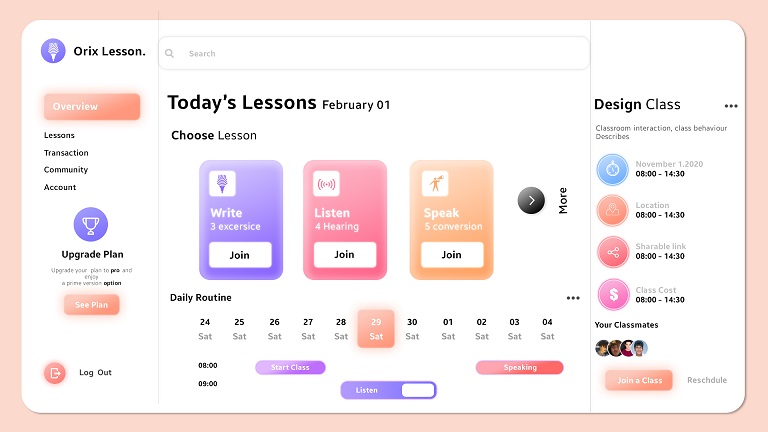 Orix Lesson.
Search
Overview
Lessons
Transaction
Community
Account
Upgrade Plan
Upgrade your plan to pro and
enjoy
a prime version option
See Plan
Log Out
Today's Lessons February 01
Choose Lesson
Write
3 excersice
Join
Listen
4 Hearing
Join
Speak
5 conversion
Join
More
Daily Routine
24 25 26 27 28 29 30 01 02 03 04
Sat Sat Sat Sat Sat Sat Sat Sat Sat Sat Sat
08:00 Start Class Speaking
09:00 Listen
Design Class
Classroom interaction, class behaviour
Describes
November 1.2020
08:00 - 14:30
Location
08:00 - 14:30
Sharable link
08:00 - 14:30
$
Class Cost
08:00 - 14:30
Your Classmates
Join a Class Reschdule